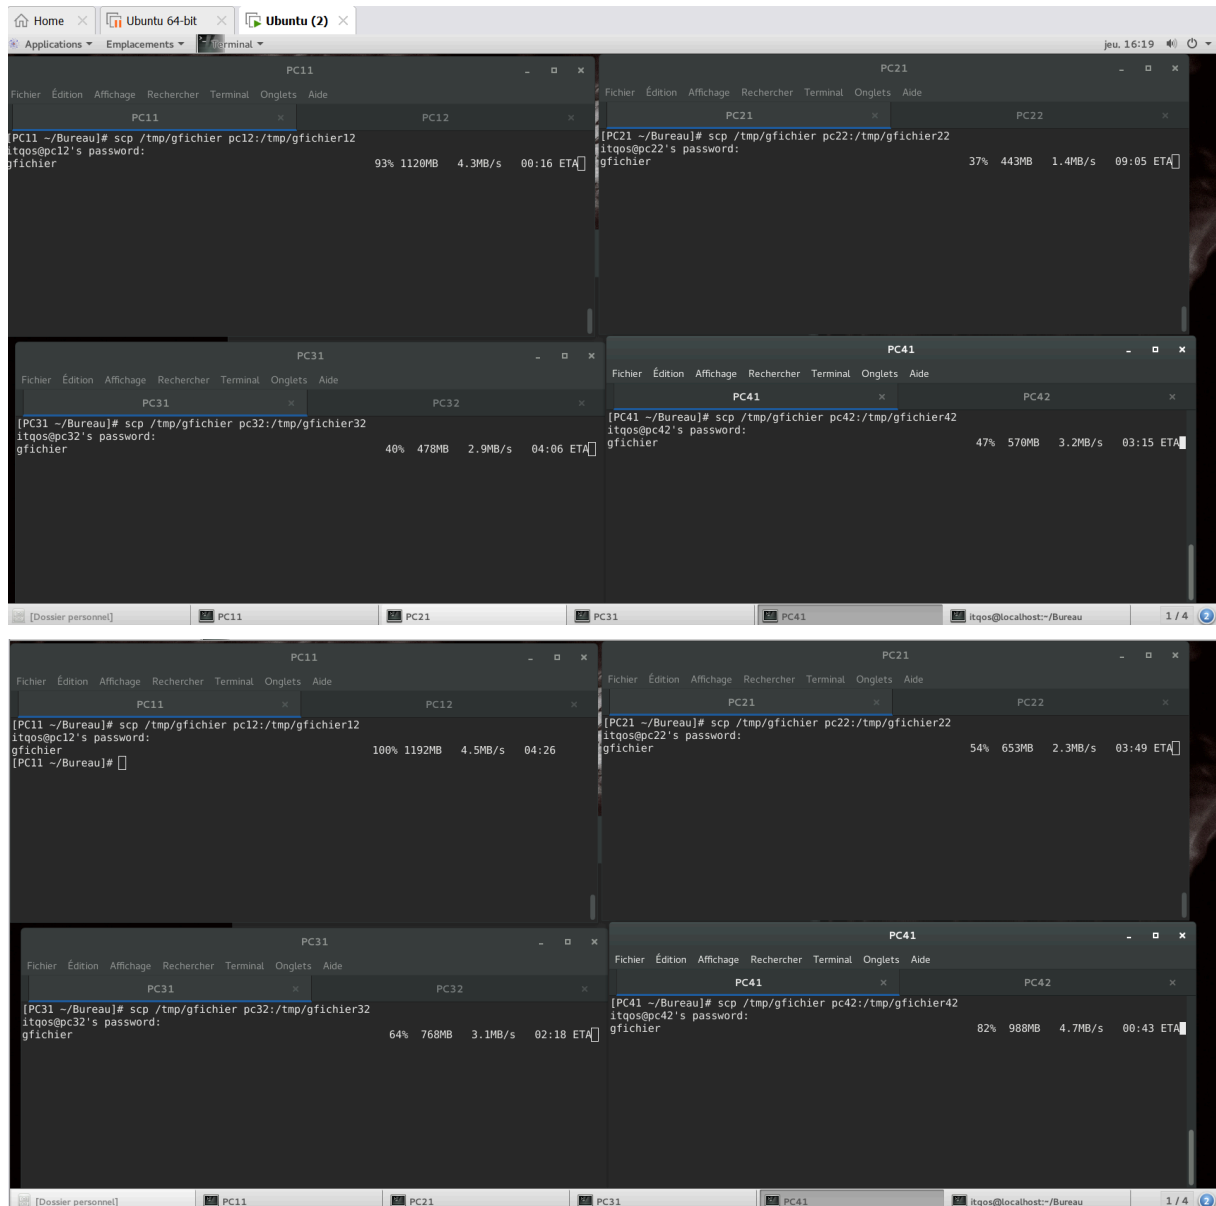 Home
Ubuntu 64-bit
Ubuntu (2)
Applications Emplacements Terminal jeu. 16:19
PC11
Fichier Édition Affichage Rechercher Terminal Onglets Aide
PC11 PC12
[PC11 ~/Bureau]# scp /tmp/gfichier pc12:/tmp/gfichier12
itqos@pc12's password:
gfichier 93% 1120MB 4.3MB/s 00:16 ETA
PC21
Fichier Édition Affichage Rechercher Terminal Onglets Aide
PC21 PC22
[PC21 ~/Bureau]# scp /tmp/gfichier pc22:/tmp/gfichier22
itqos@pc22's password:
gfichier 37% 443MB 1.4MB/s 09:05 ETA
PC31
Fichier Édition Affichage Rechercher Terminal Onglets Aide
PC31 PC32
[PC31 ~/Bureau]# scp /tmp/gfichier pc32:/tmp/gfichier32
itqos@pc32's password:
gfichier 40% 478MB 2.9MB/s 04:06 ETA
PC41
Fichier Édition Affichage Rechercher Terminal Onglets Aide
PC41 PC42
[PC41 ~/Bureau]# scp /tmp/gfichier pc42:/tmp/gfichier42
itqos@pc42's password:
gfichier 47% 570MB 3.2MB/s 03:15 ETA
[Dossier personnel] PC11 PC21 PC31 PC41 itqos@localhost:~/Bureau 1 / 4 2
PC11
Fichier Édition Affichage Rechercher Terminal Onglets Aide
PC11 PC12
[PC11 ~/Bureau]# scp /tmp/gfichier pc12:/tmp/gfichier12
itqos@pc12's password:
gfichier 100% 1192MB 4.5MB/s 04:26
[PC11 ~/Bureau]#
PC21
Fichier Édition Affichage Rechercher Terminal Onglets Aide
PC21 PC22
[PC21 ~/Bureau]# scp /tmp/gfichier pc22:/tmp/gfichier22
itqos@pc22's password:
gfichier 54% 653MB 2.3MB/s 03:49 ETA
PC31
Fichier Édition Affichage Rechercher Terminal Onglets Aide
PC31 PC32
[PC31 ~/Bureau]# scp /tmp/gfichier pc32:/tmp/gfichier32
itqos@pc32's password:
gfichier 64% 768MB 3.1MB/s 02:18 ETA
PC41
Fichier Édition Affichage Rechercher Terminal Onglets Aide
PC41 PC42
[PC41 ~/Bureau]# scp /tmp/gfichier pc42:/tmp/gfichier42
itqos@pc42's password:
gfichier 82% 988MB 4.7MB/s 00:43 ETA
[Dossier personnel] PC11 PC21 PC31 PC41 itqos@localhost:~/Bureau 1 / 4 2